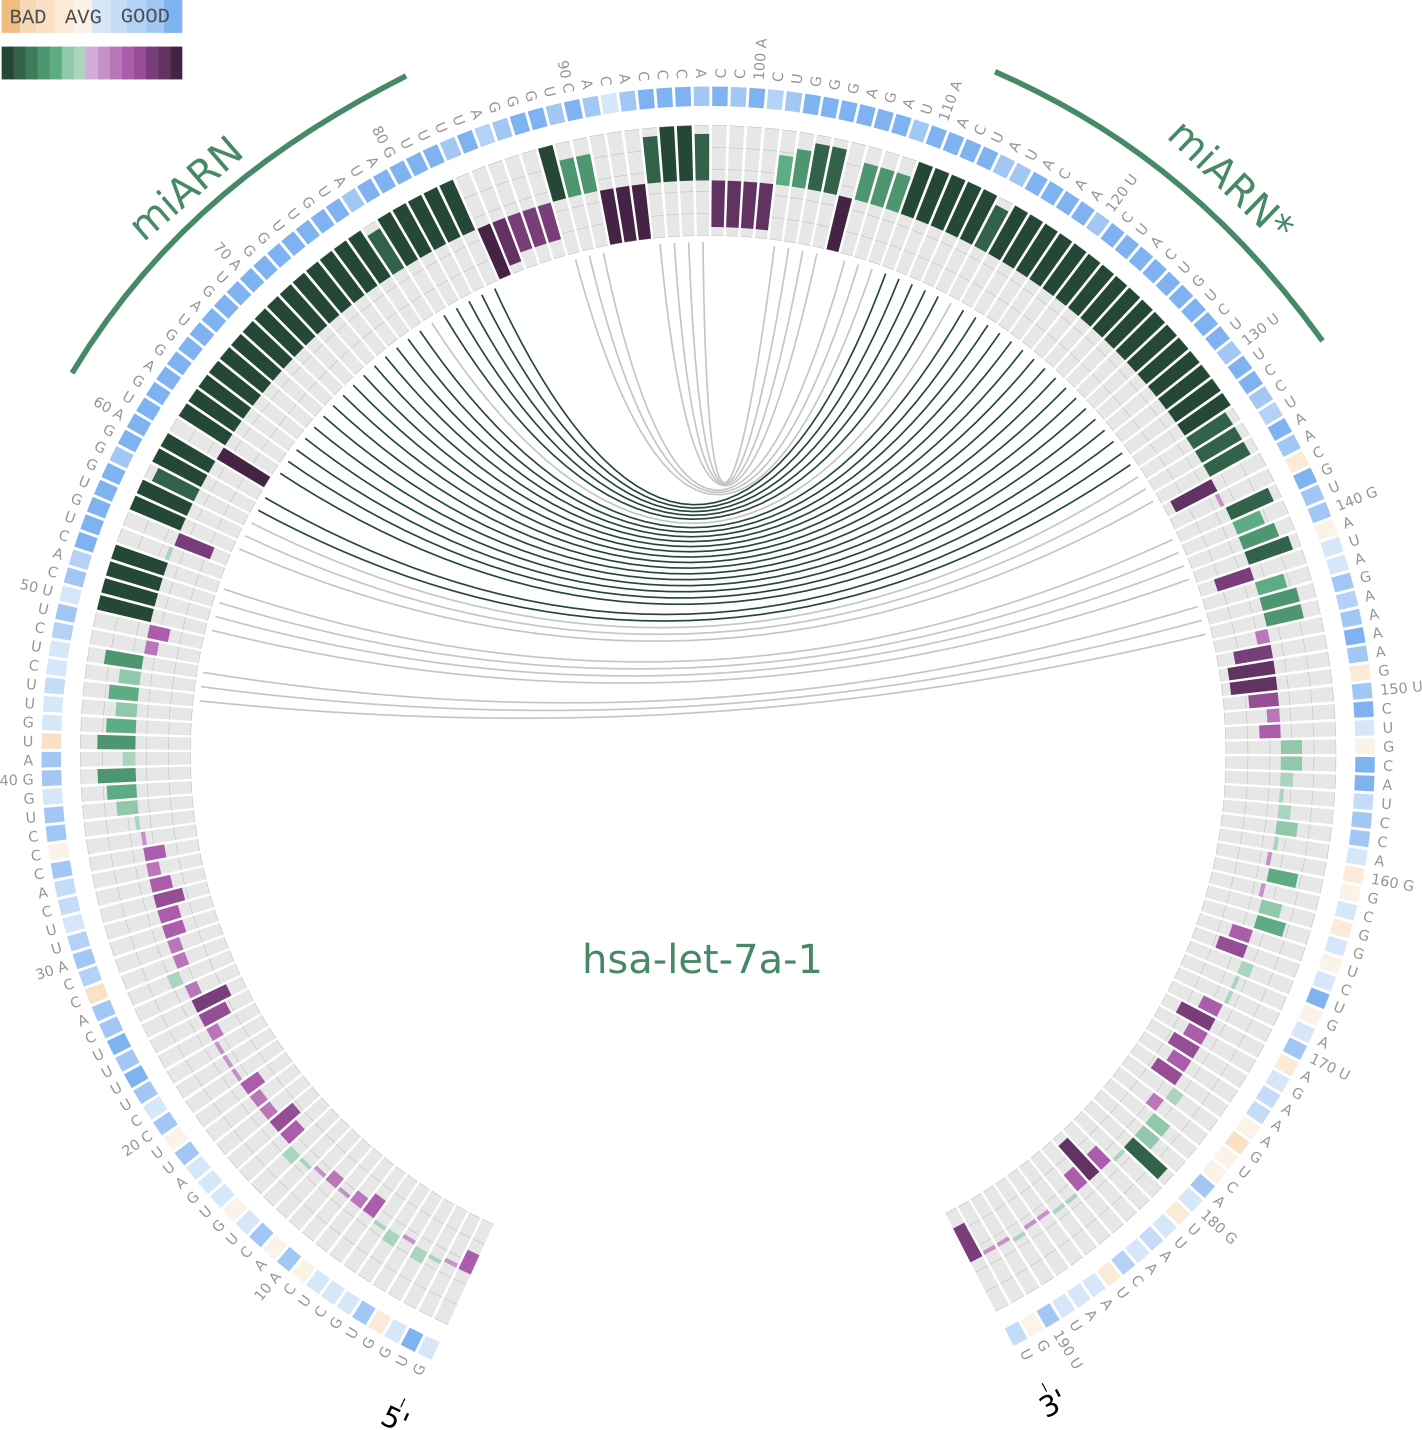 BAD AVG GOOD
miARN
miARN*
G U G G U G C U C 10 A
A C U G U G A U U 20 C
C U U U U C A C C 30 A
U U C A C C C U G 40 G
A U G U U C U C U 50 U
C A C U G U G G G 60 A
U G A G G U A G U 70 A
G G U U G U A U A 80 G
U U U U A G G G U 90 C
A C A C C C A C C 100 A
C U G G G A G A U 110 A
A C U A U A C A A 120 U
C U A C U G U C U 130 U
U C C U A A C G U 140 G
A U A G A A A A G 150 U
C U G C A U C C A 160 G
G C G G U C U G A 170 U
A G A A A G U C A 180 G
U U A A C U A A U 190 U
G U
hsa-let-7a-1
5'
3'